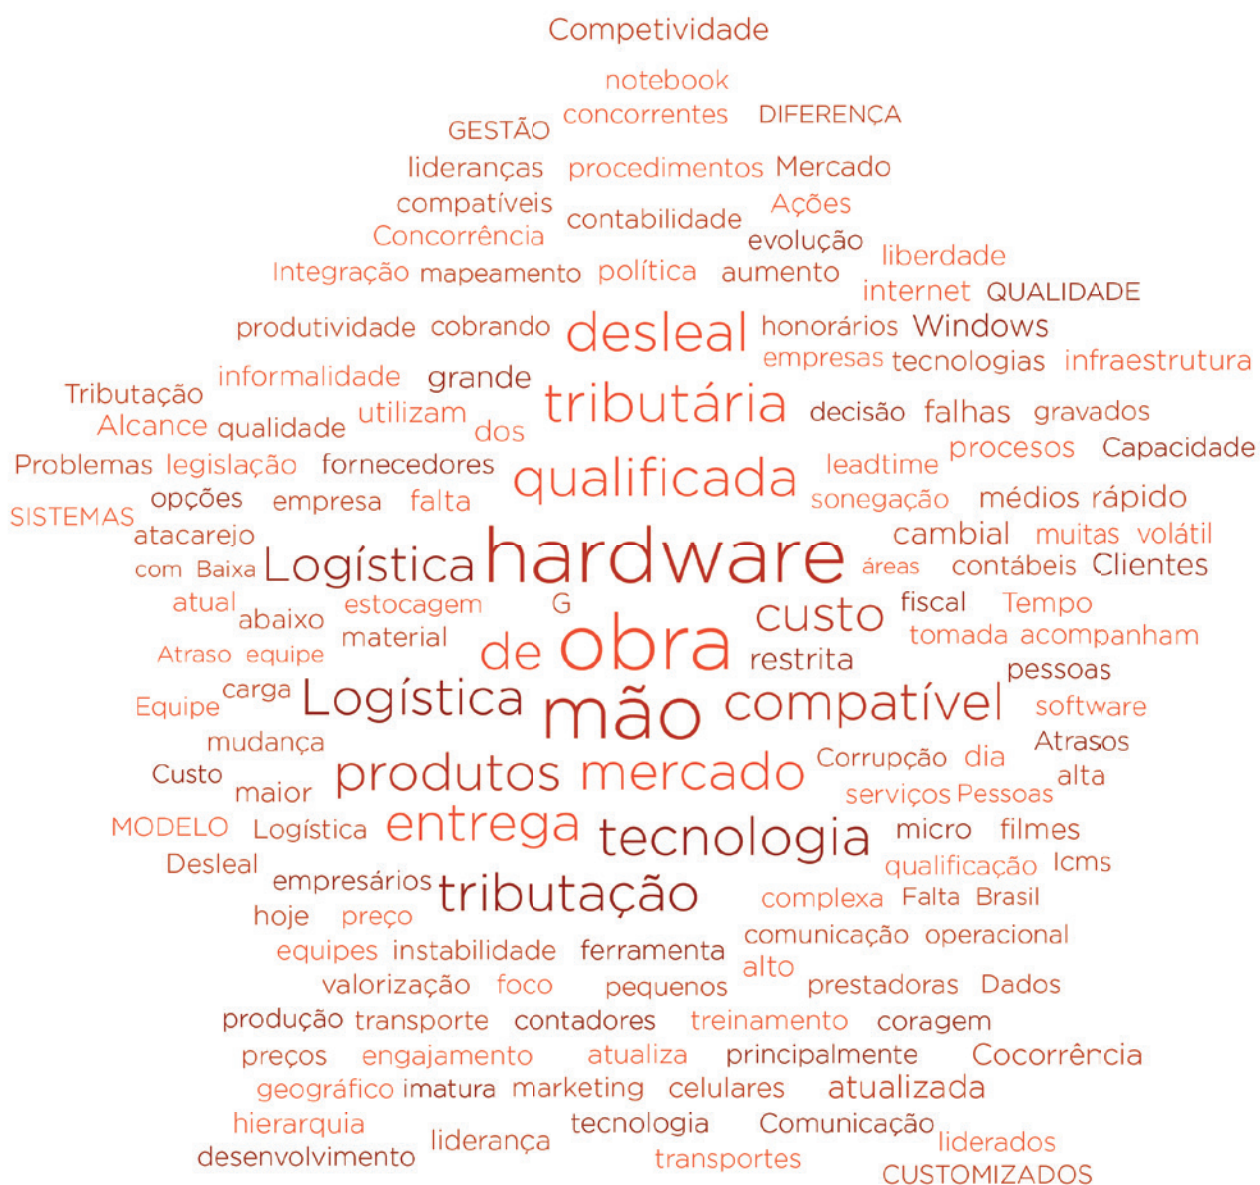 Competividade
notebook
concorrentes DIFERENÇA
GESTÃO
lideranças procedimentos Mercado
compatíveis contabilidade Ações
Concorrência evolução liberdade
Integração mapeamento política aumento
internet QUALIDADE
produtividade cobrando desleal honorários Windows
empresas tecnologias infraestrutura
informalidade grande
Tributação utilizam tributária decisão falhas gravados
Alcance qualidade dos
procesos Capacidade
Problemas legislação fornecedores qualificada leadtime
opções empresa falta sonegação médios rápido
SISTEMAS
atacarejo cambial muitas volátil
com Baixa Logística hardware áreas contábeis Clientes
atual estocagem G custo fiscal Tempo
abaixo material de obra tomada acompanham
Atraso equipe restrita pessoas
carga Logística mão compatível software
Equipe
mudança Atrasos
Custo produtos mercado Corrupção dia alta
maior serviços Pessoas
MODELO Logística entrega tecnologia micro filmes
Desleal qualificação Icms
empresários tributação complexa Falta Brasil
hoje preço
equipes instabilidade ferramenta comunicação operacional
valorização foco pequenos alto prestadoras Dados
produção transporte contadores treinamento coragem
preços engajamento atualiza principalmente Cocorrência
geográfico imatura marketing celulares atualizada
hierarquia tecnologia Comunicação
desenvolvimento liderança transportes liderados
CUSTOMIZADOS